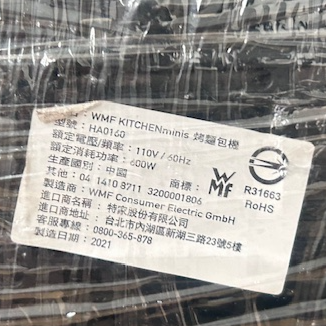 WMF KITCHENminis 烤麵包機
型號：HA0160
額定電壓/頻率：110V / 60Hz
額定消耗功率：600W
生產國別：中國
其他：04 1410 8711 3200001806
商標：WMF
R31663
RoHS
製造商：WMF Consumer Electric GmbH
進口商名稱：特家股份有限公司
進口商地址：台北市內湖區新湖三路23號5樓
客服專線：0800-365-878
製造日期：2021